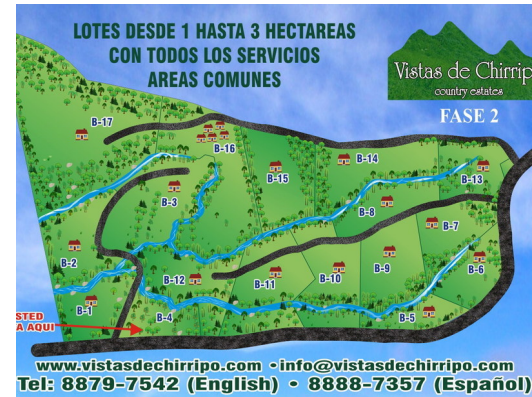 LOTES DESDE 1 HASTA 3 HECTAREAS
CON TODOS LOS SERVICIOS
AREAS COMUNES
Vistas de Chirripo
country estates
FASE 2
B-17
B-16
B-15
B-14
B-13
B-3
B-8
B-7
B-2
B-12
B-11
B-10
B-9
B-6
B-1
B-4
B-5
STED
A AQUI
www.vistasdechirripo.com • info@vistasdechirripo.com
Tel: 8879-7542 (English) • 8888-7357 (Español)